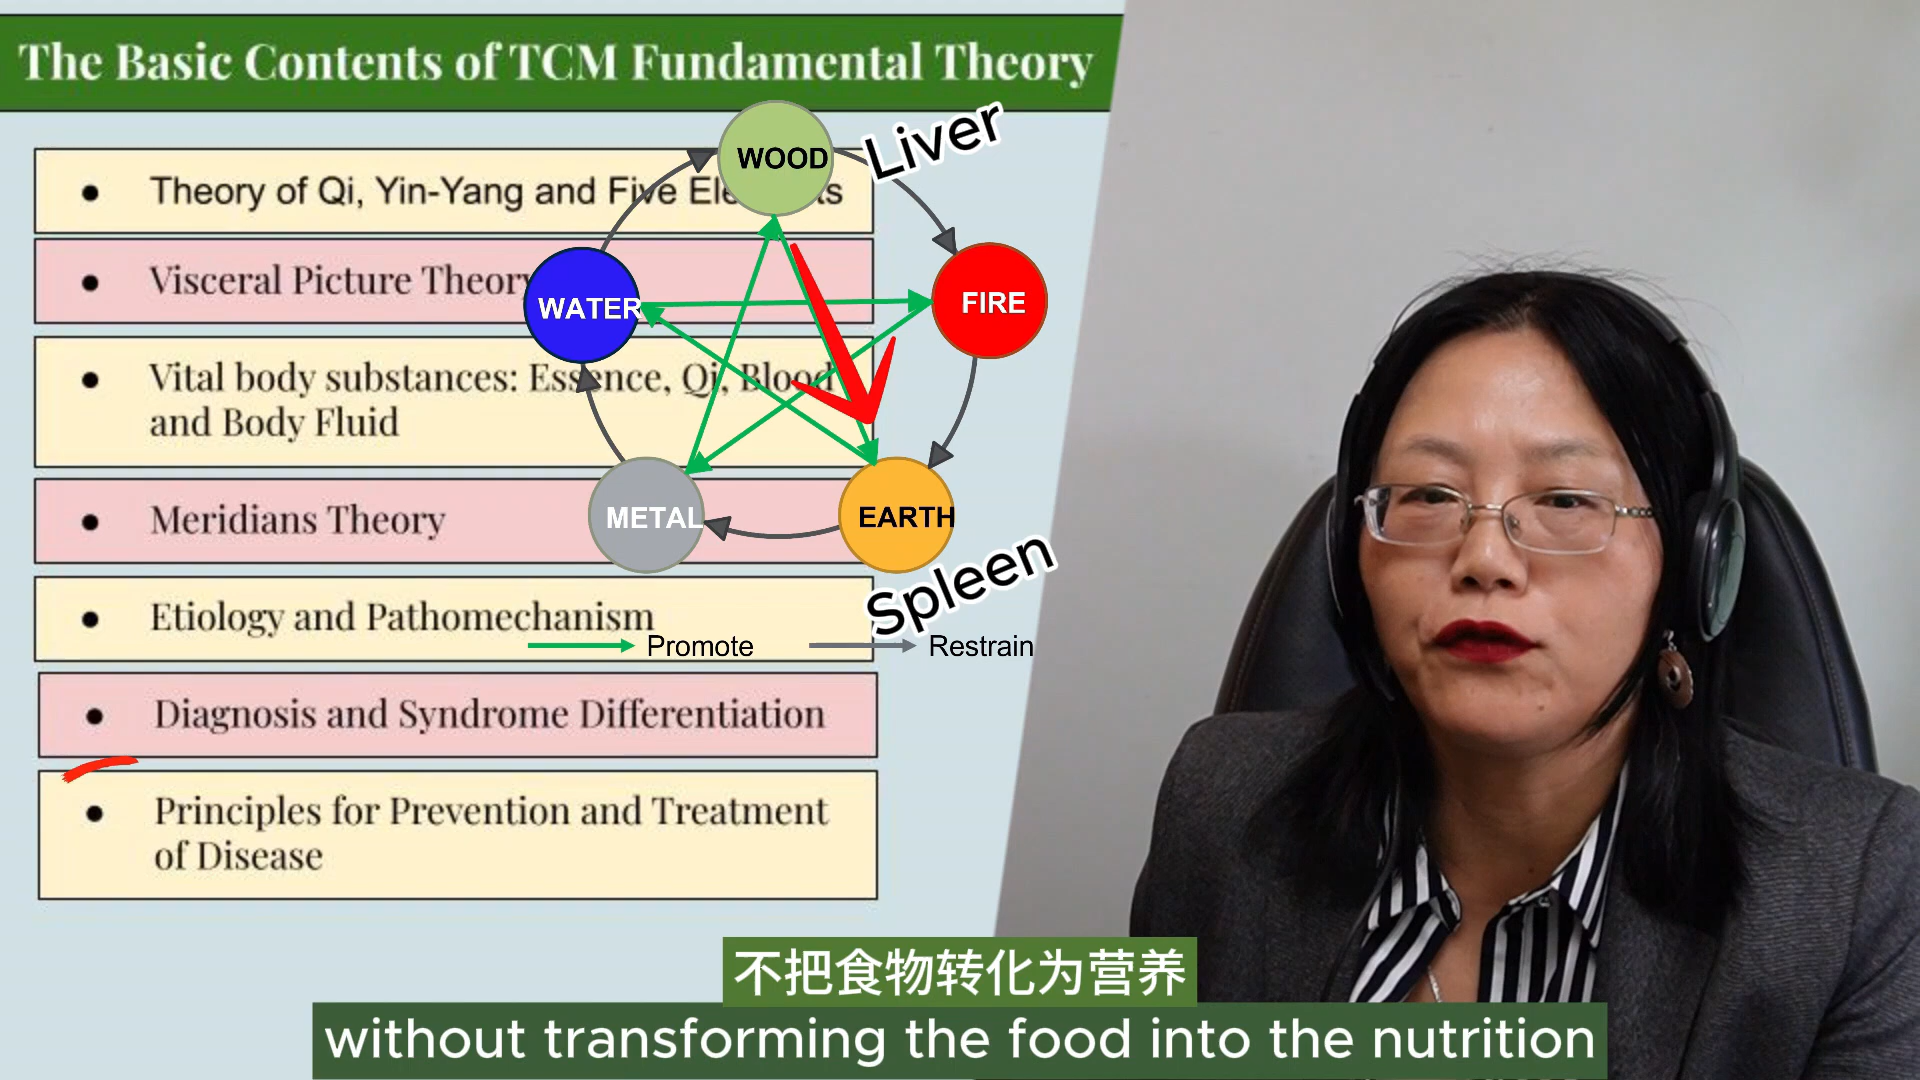 The Basic Contents of TCM Fundamental Theory
WOOD
Liver
Theory of Qi, Yin-Yang and Five Ele ts
Visceral Picture Theory
WATER
FIRE
Vital body substances: Essence, Qi, Blood
and Body Fluid
Meridians Theory
METAL
EARTH
Spleen
Etiology and Pathomechanism
Promote
Restrain
Diagnosis and Syndrome Differentiation
Principles for Prevention and Treatment
of Disease
不把食物转化为营养
without transforming the food into the nutrition